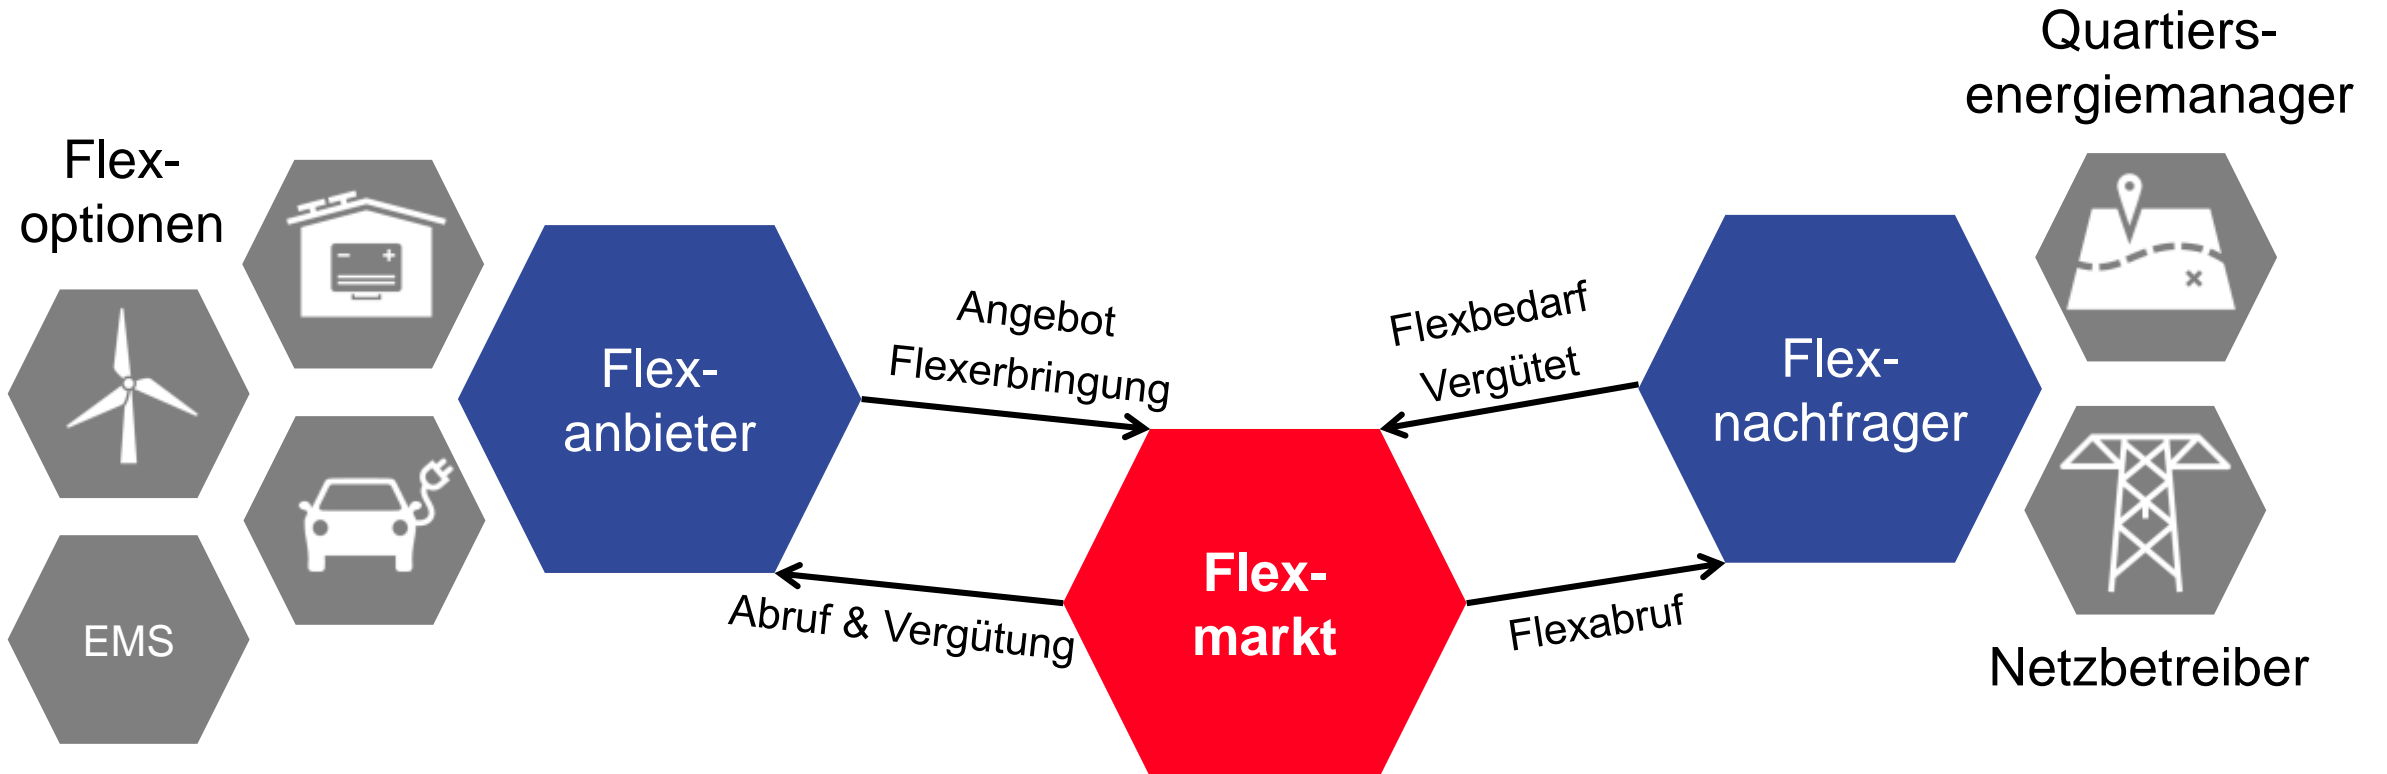 Flex-
optionen
EMS
Flex-
anbieter
Angebot
Flexerbringung
Abruf & Vergütung
Flex-
markt
Flexbedarf
Vergütet
Flexabruf
Flex-
nachfrager
Quartiers-
energiemanager
Netzbetreiber